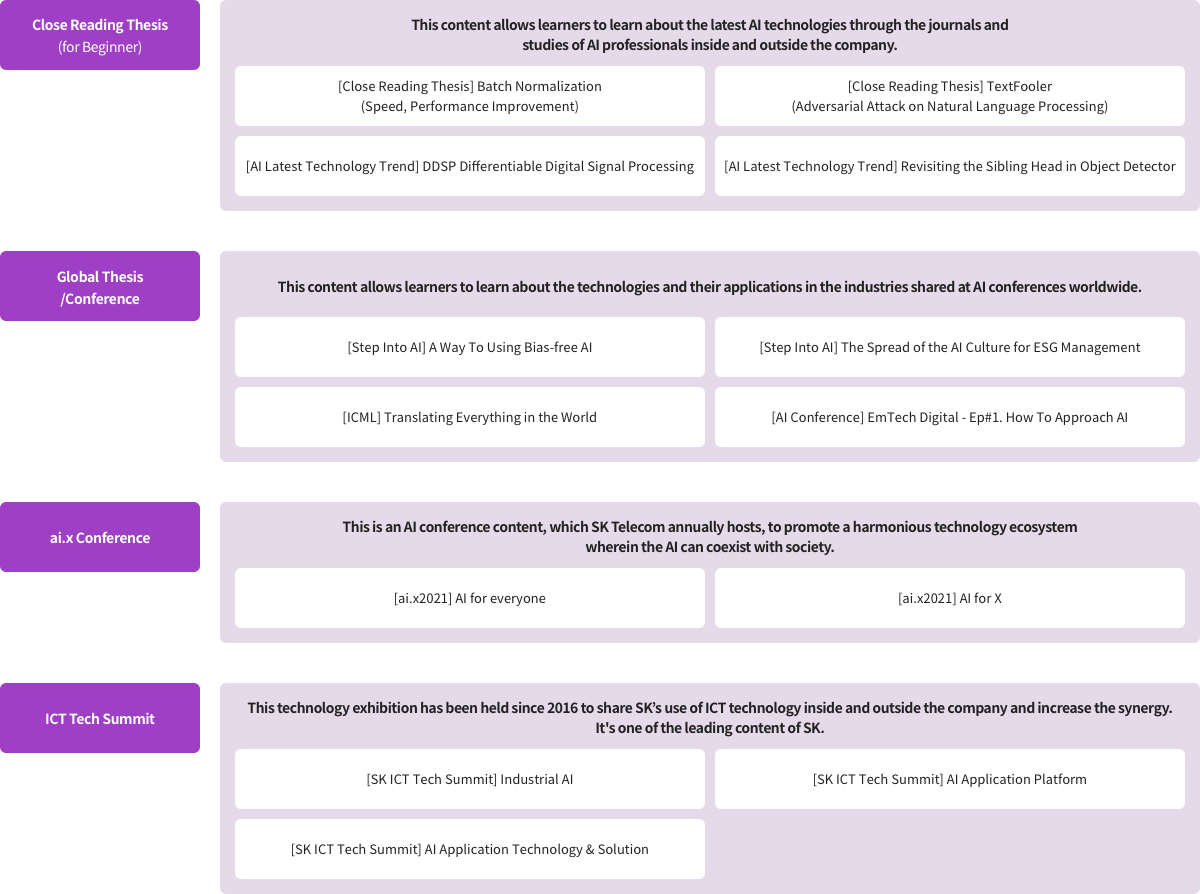 Close Reading Thesis
(for Beginner)
This content allows learners to learn about the latest AI technologies through the journals and
studies of AI professionals inside and outside the company.
[Close Reading Thesis] Batch Normalization
(Speed, Performance Improvement)
[Close Reading Thesis] TextFooler
(Adversarial Attack on Natural Language Processing)
[AI Latest Technology Trend] DDSP Differentiable Digital Signal Processing
[AI Latest Technology Trend] Revisiting the Sibling Head in Object Detector
Global Thesis
/Conference
This content allows learners to learn about the technologies and their applications in the industries shared at AI conferences worldwide.
[Step Into AI] A Way To Using Bias-free AI
[Step Into AI] The Spread of the AI Culture for ESG Management
[ICML] Translating Everything in the World
[AI Conference] EmTech Digital - Ep#1. How To Approach AI
ai.x Conference
This is an AI conference content, which SK Telecom annually hosts, to promote a harmonious technology ecosystem
wherein the AI can coexist with society.
[ai.x2021] AI for everyone
[ai.x2021] AI for X
ICT Tech Summit
This technology exhibition has been held since 2016 to share SK’s use of ICT technology inside and outside the company and increase the synergy.
It's one of the leading content of SK.
[SK ICT Tech Summit] Industrial AI
[SK ICT Tech Summit] AI Application Platform
[SK ICT Tech Summit] AI Application Technology & Solution